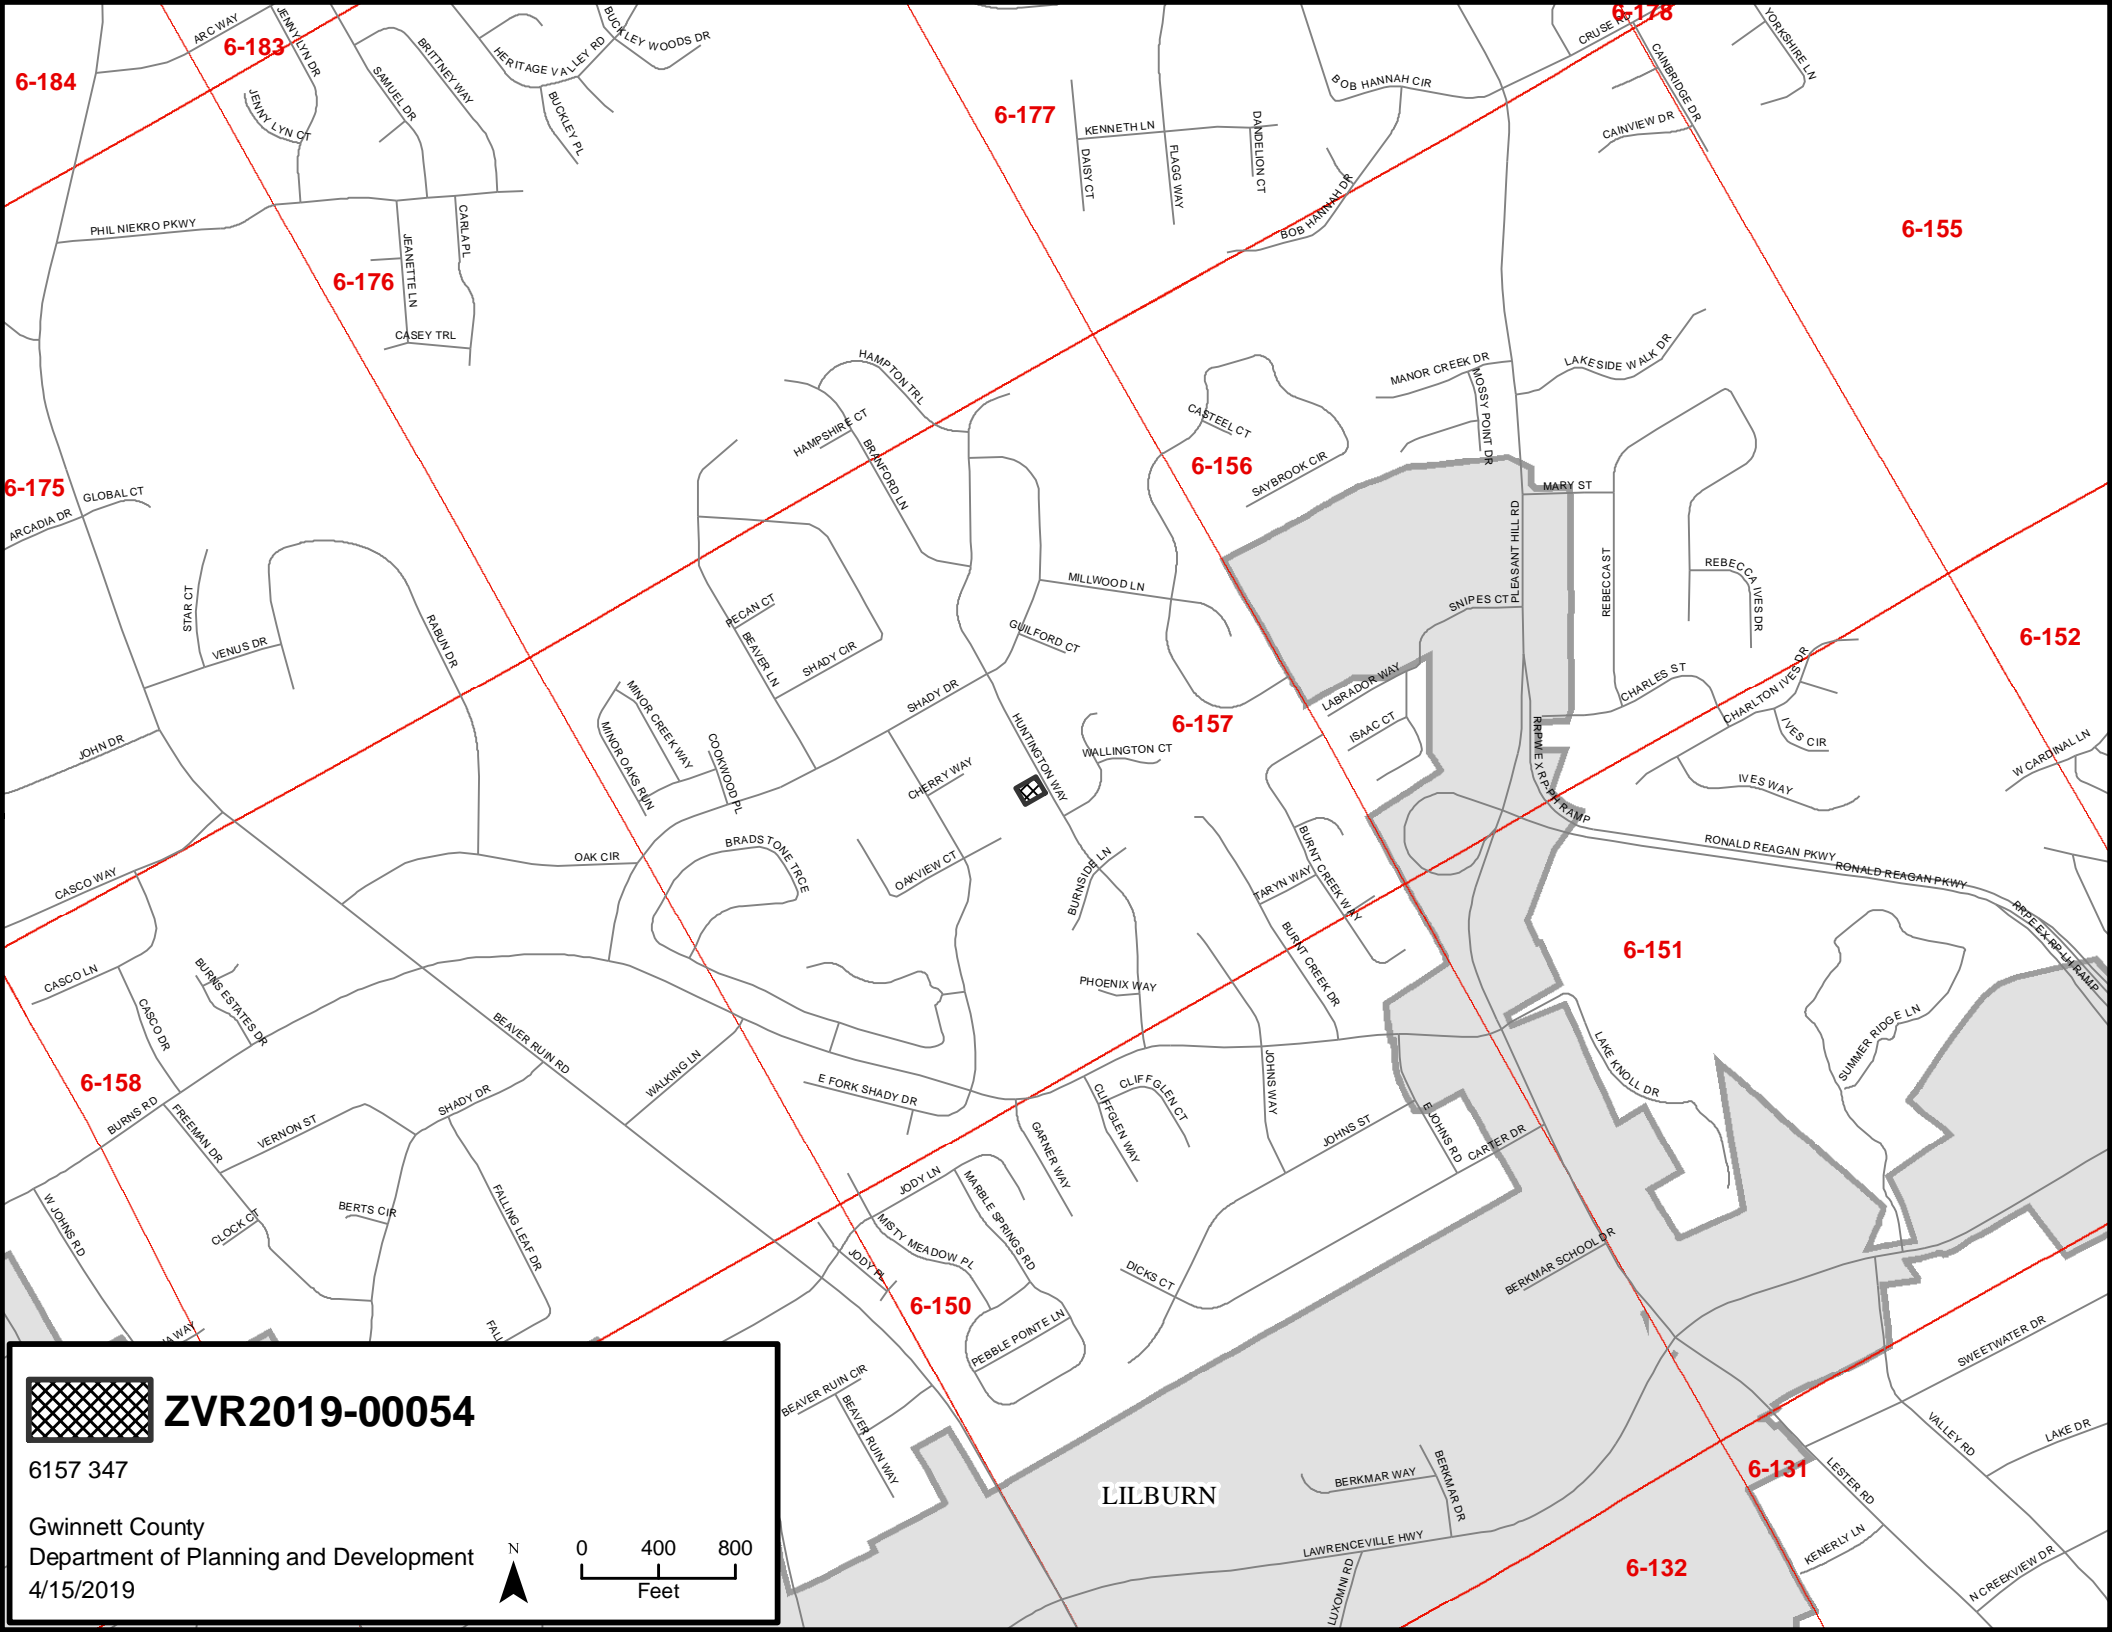 ARC WAY
6-183
JENNY LYN DR
6-184
JENNY LYN CT
SAMUEL DR
BRITTNEY WAY
HERITAGE VALLEY RD
BUCKLEY WOODS DR
BUCKLEY PL
6-177
KENNETH LN
DAISY CT
FLAGG WAY
DANDELION CT
BOB HANNAH CIR
BOB HANNAH DR
CRUSE RD
6-178
CAINBRIDGE DR
CAINVIEW DR
YORKSHIRE LN
6-155
PHIL NIEKRO PKWY
6-176
JEANETTE LN
CARLA PL
CASEY TRL
HAMPTON TRL
HAMPSHIRE CT
BRANFORD LN
CASTEEL CT
6-156
SAYBROOK CIR
MANOR CREEK DR
MOSSY POINT DR
LAKESIDE WALK DR
MARY ST
PLEASANT HILL RD
REBECCA ST
REBECCA IVES DR
SNIPES CT
6-175
GLOBAL CT
ARCADIA DR
STAR CT
VENUS DR
RABUN DR
PECAN CT
BEAVER LN
SHADY CIR
MILLWOOD LN
GUILFORD CT
SHADY DR
6-152
LABRADOR WAY
ISAAC CT
CHARLES ST
CHARLTON IVES DR
IVES CIR
IVES WAY
W CARDINAL LN
JOHN DR
MINOR CREEK WAY
MINOR OAKS RUN
COOKWOOD PL
HUNTINGTON WAY
WALLINGTON CT
6-157
CHERRY WAY
RRPWEX RP-PH RAMP
RONALD REAGAN PKWY
RONALD REAGAN PKWY
RRPEEX RP-LH RAMP
BRADSTONE TRCE
OAK CIR
OAKVIEW CT
BURNSIDE LN
BURNT CREEK WAY
TARYN WAY
BURNT CREEK DR
CASCO WAY
CASCO LN
CASCO DR
BURNS ESTATES DR
6-151
PHOENIX WAY
SUMMER RIDGE LN
LAKE KNOLL DR
BEAVER RUIN RD
WALKING LN
6-158
BURNS RD
FREEMAN DR
VERNON ST
SHADY DR
E FORK SHADY DR
CLIFFGLEN CT
CLIFFGLEN WAY
JOHNS WAY
GARNER WAY
JOHNS ST
E JOHNS RD
CARTER DR
W JOHNS RD
CLOCK CT
BERTS CIR
FALLING LEAF DR
JODY LN
MARBLE SPRINGS RD
MISTY MEADOW PL
JODY PL
6-150
PEBBLE POINTE LN
DICKS CT
BERKMAR SCHOOL DR
BEAVER RUIN CIR
BEAVER RUIN WAY
SWEETWATER DR
VALLEY RD
LAKE DR
6-131
LESTER RD
KENERLY LN
N CREEKVIEW DR
LILBURN
BERKMAR WAY
BERKMAR DR
LAWRENCEVILLE HWY
LUXOMNI RD
6-132
ZVR2019-00054
6157 347
Gwinnett County
Department of Planning and Development
4/15/2019
N
0 400 800
Feet